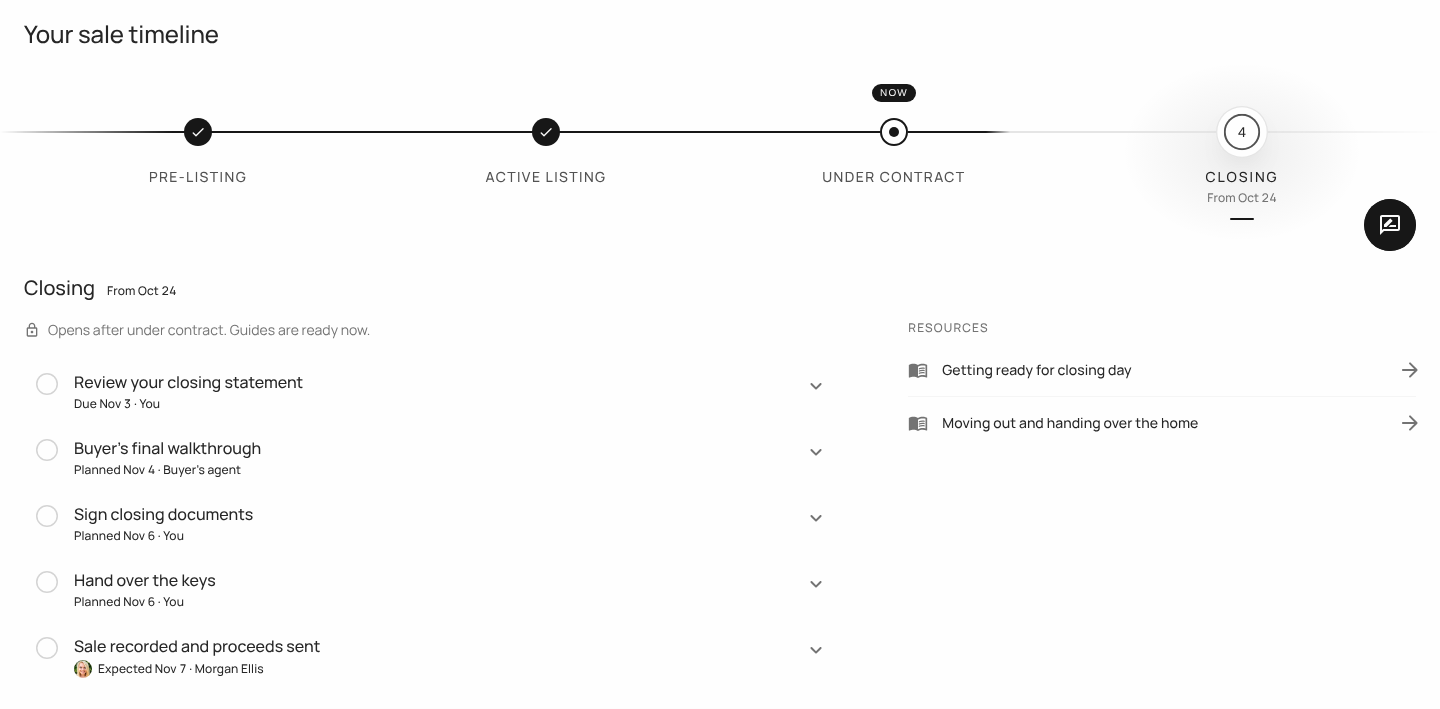 Your sale timeline
NOW
4
PRE-LISTING
ACTIVE LISTING
UNDER CONTRACT
CLOSING
From Oct 24
Closing From Oct 24
Opens after under contract. Guides are ready now.
Review your closing statement
Due Nov 3 · You
Buyer's final walkthrough
Planned Nov 4 · Buyer's agent
Sign closing documents
Planned Nov 6 · You
Hand over the keys
Planned Nov 6 · You
Sale recorded and proceeds sent
Expected Nov 7 · Morgan Ellis
RESOURCES
Getting ready for closing day
Moving out and handing over the home